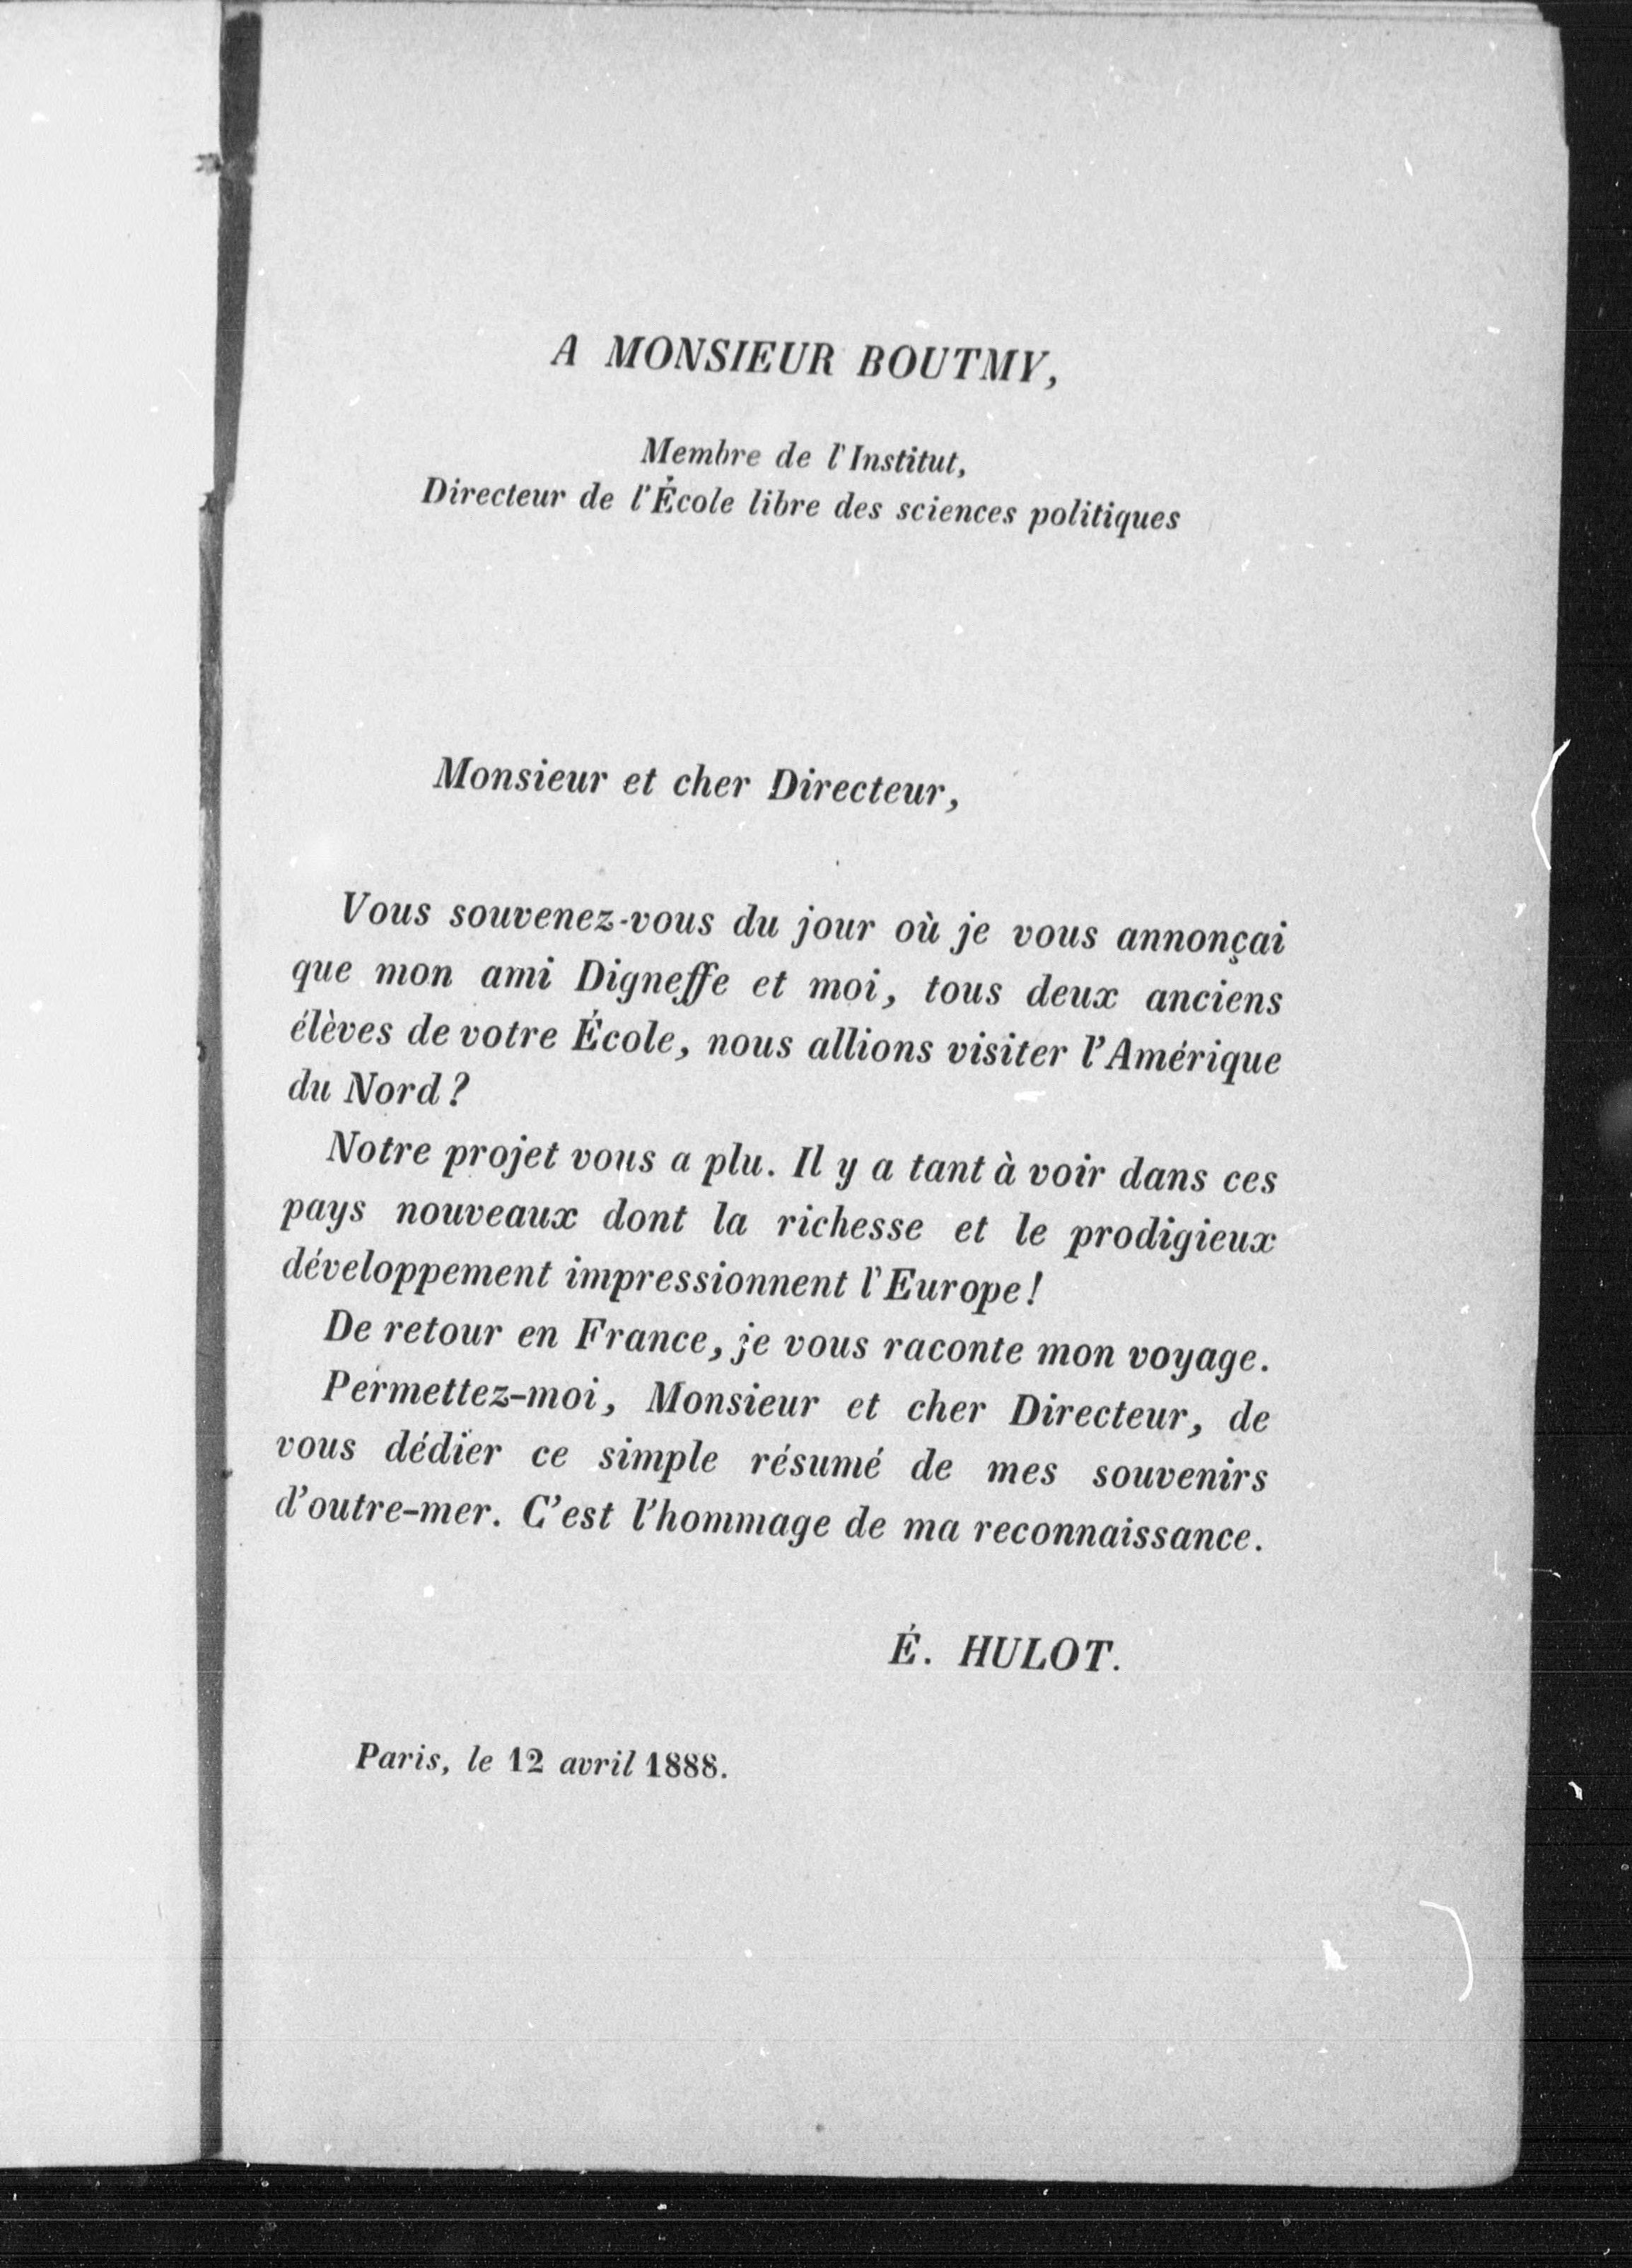 A MONSIEUR BOUTMY,
Membre de l'Institut,
Directeur de l'École libre des sciences politiques
Monsieur et cher Directeur,
Vous souvenez-vous du jour où je vous annonçai
que mon ami Digneffe et moi, tous deux anciens
élèves de votre École, nous allions visiter l'Amérique
du Nord?
Notre projet vous a plu. Il y a tant à voir dans ces
pays nouveaux dont la richesse et le prodigieux
développement impressionnent l'Europe!
De retour en France, je vous raconte mon voyage.
Permettez-moi, Monsieur et cher Directeur, de
vous dédier ce simple résumé de mes souvenirs
d'outre-mer. C'est l'hommage de ma reconnaissance.
É. HULOT.
Paris, le 12 avril 1888.